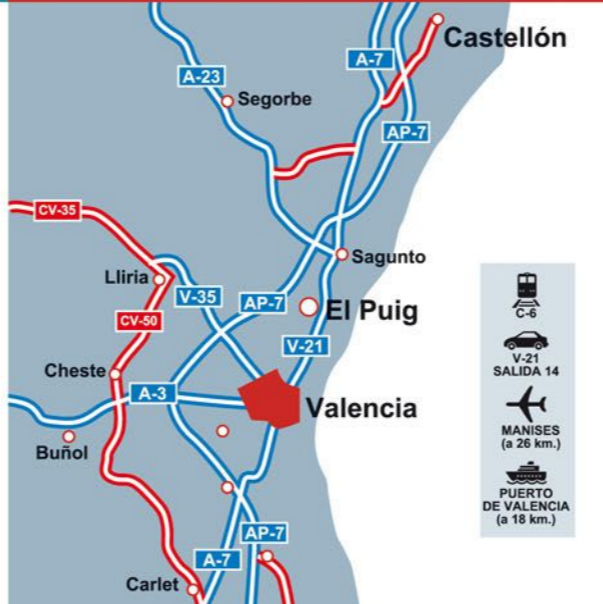 Castellón
A-7
A-23
Segorbe
AP-7
CV-35
Sagunto
Lliria
V-35
AP-7
El Puig
CV-50
V-21
Cheste
A-3
Valencia
Buñol
AP-7
A-7
Carlet
C-6
V-21
SALIDA 14
MANISES
(a 26 km.)
PUERTO
DE VALENCIA
(a 18 km.)